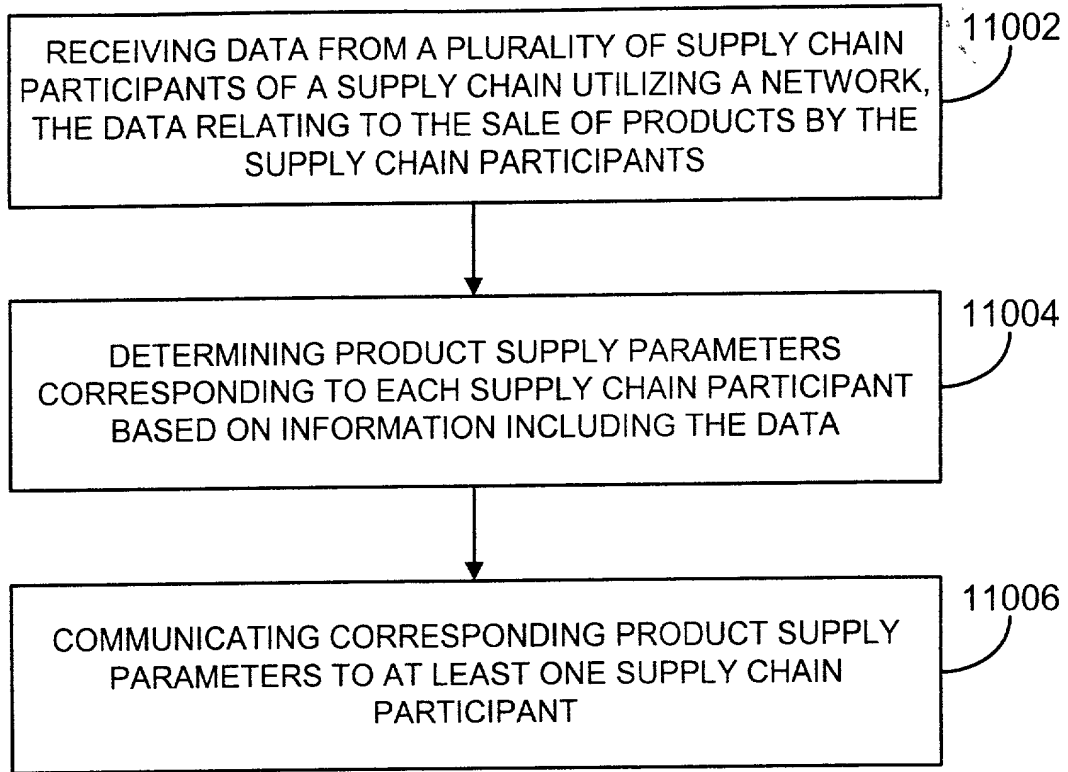 11002
RECEIVING DATA FROM A PLURALITY OF SUPPLY CHAIN
PARTICIPANTS OF A SUPPLY CHAIN UTILIZING A NETWORK,
THE DATA RELATING TO THE SALE OF PRODUCTS BY THE
SUPPLY CHAIN PARTICIPANTS
11004
DETERMINING PRODUCT SUPPLY PARAMETERS
CORRESPONDING TO EACH SUPPLY CHAIN PARTICIPANT
BASED ON INFORMATION INCLUDING THE DATA
11006
COMMUNICATING CORRESPONDING PRODUCT SUPPLY
PARAMETERS TO AT LEAST ONE SUPPLY CHAIN
PARTICIPANT